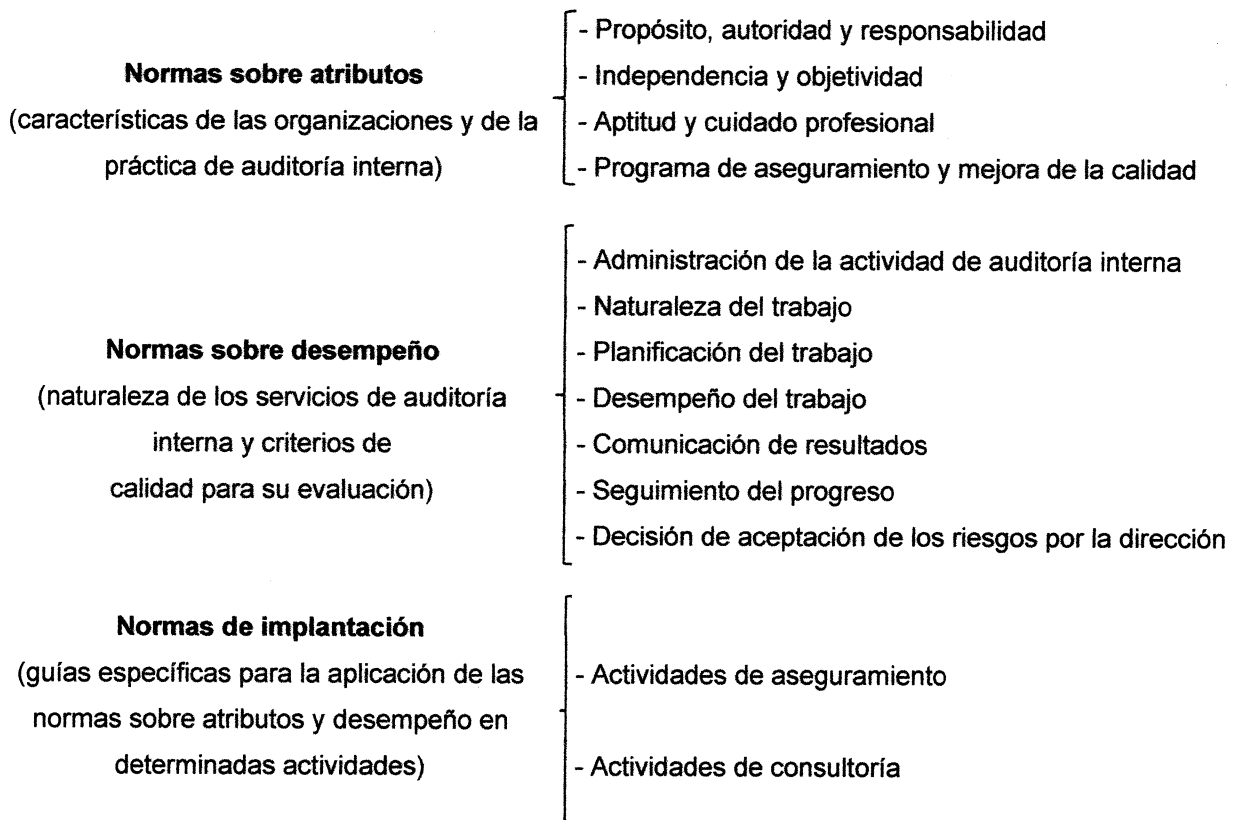 Normas sobre atributos
(características de las organizaciones y de la
práctica de auditoría interna)
- Propósito, autoridad y responsabilidad
- Independencia y objetividad
- Aptitud y cuidado profesional
- Programa de aseguramiento y mejora de la calidad
Normas sobre desempeño
(naturaleza de los servicios de auditoría
interna y criterios de
calidad para su evaluación)
- Administración de la actividad de auditoría interna
- Naturaleza del trabajo
- Planificación del trabajo
- Desempeño del trabajo
- Comunicación de resultados
- Seguimiento del progreso
- Decisión de aceptación de los riesgos por la dirección
Normas de implantación
(guías específicas para la aplicación de las
normas sobre atributos y desempeño en
determinadas actividades)
- Actividades de aseguramiento
- Actividades de consultoría